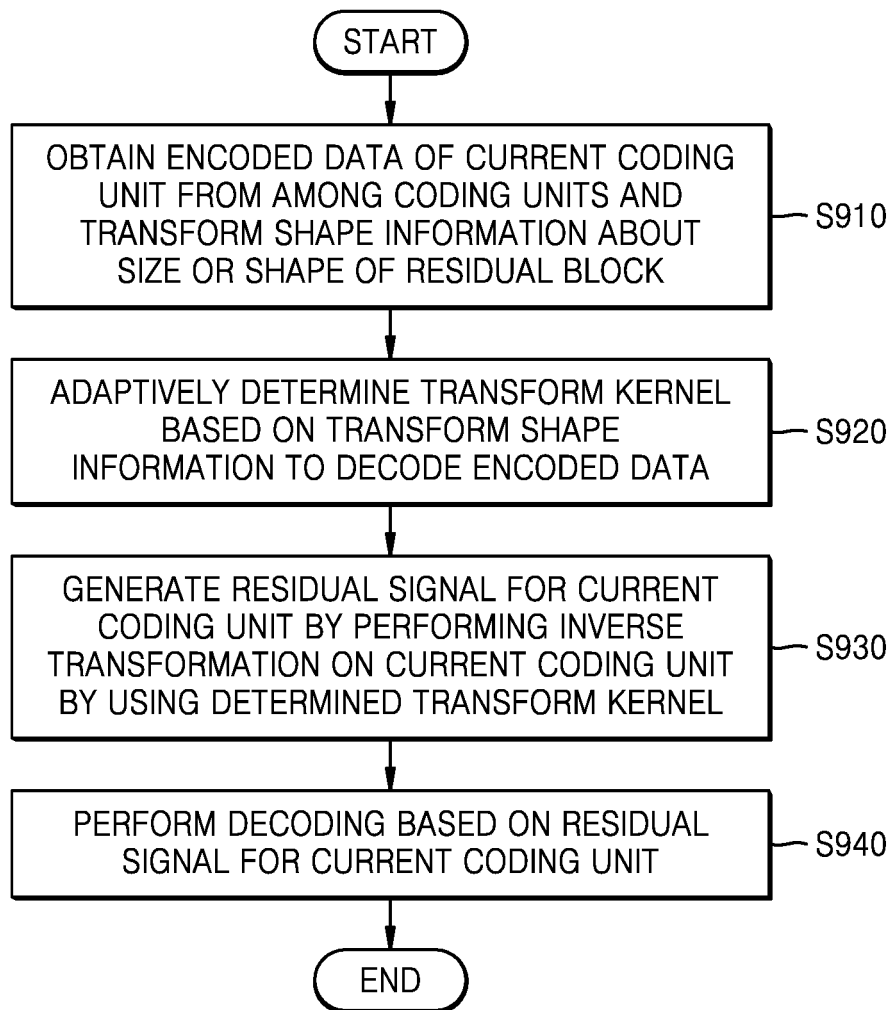 START
OBTAIN ENCODED DATA OF CURRENT CODING
UNIT FROM AMONG CODING UNITS AND
TRANSFORM SHAPE INFORMATION ABOUT
SIZE OR SHAPE OF RESIDUAL BLOCK
S910
ADAPTIVELY DETERMINE TRANSFORM KERNEL
BASED ON TRANSFORM SHAPE
INFORMATION TO DECODE ENCODED DATA
S920
GENERATE RESIDUAL SIGNAL FOR CURRENT
CODING UNIT BY PERFORMING INVERSE
TRANSFORMATION ON CURRENT CODING UNIT
BY USING DETERMINED TRANSFORM KERNEL
S930
PERFORM DECODING BASED ON RESIDUAL
SIGNAL FOR CURRENT CODING UNIT
S940
END